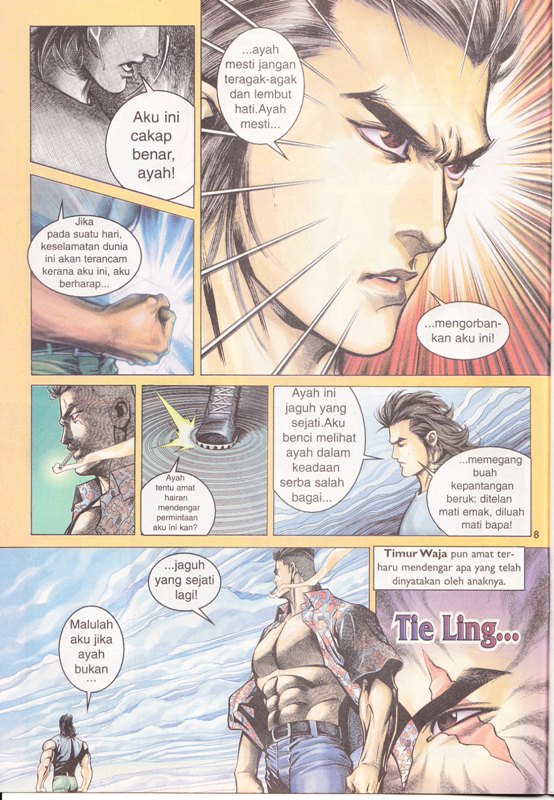 Aku ini
cakap
benar,
ayah!
...ayah
mesti jangan
teragak-agak
dan lembut
hati.Ayah
mesti...
Jika
pada suatu hari,
keselamatan dunia
ini akan terancam
kerana aku ini, aku
berharap...
...mengorban-
kan aku ini!
Ayah
tentu amat
hairan
mendengar
permintaan
aku ini kan?
Ayah ini
jaguh yang
sejati.Aku
benci melihat
ayah dalam
keadaan
serba salah
bagai...
...memegang
buah
kepantangan
beruk: ditelan
mati emak, diluah
mati bapa!
8
Malulah
aku jika
ayah
bukan
...
...jaguh
yang sejati
lagi!
Timur Waja pun amat ter-
haru mendengar apa yang telah
dinyatakan oleh anaknya.
Tie Ling...